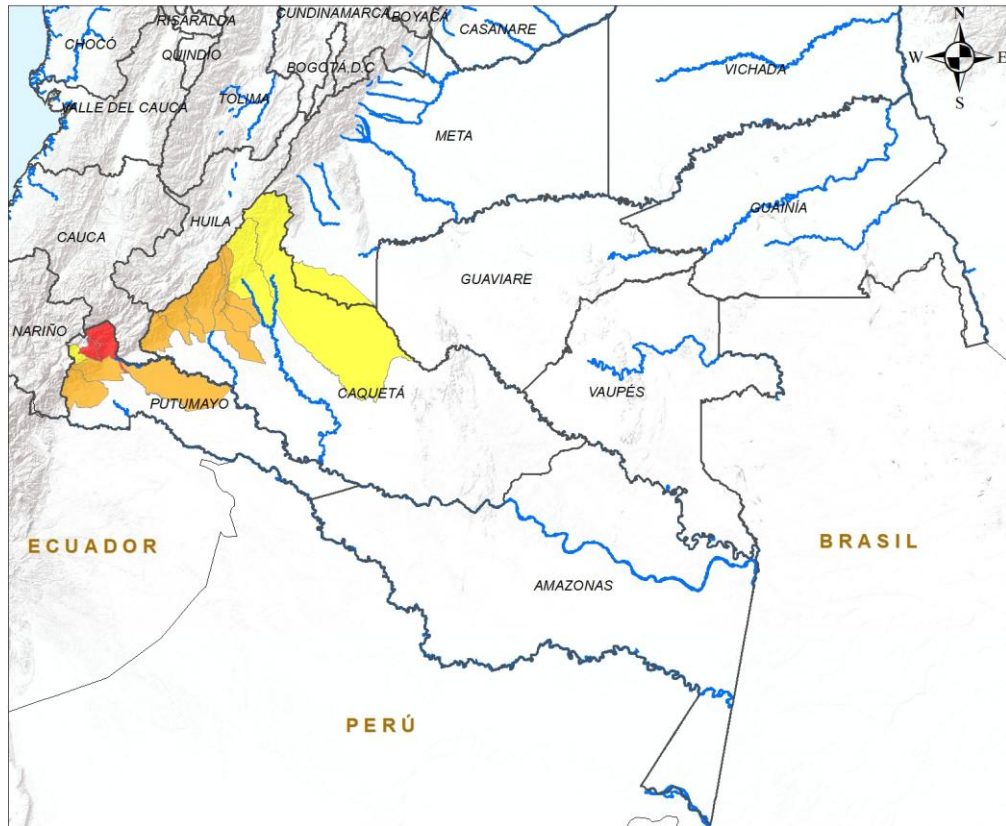 RISARALDA
CUNDINAMARCA
BOYACÁ
CASANARE
N
CHOCÓ
QUINDÍO
BOGOTÁ D.C
VICHADA
W
E
S
VALLE DEL CAUCA
TOLIMA
META
HUILA
GUAINÍA
CAUCA
GUAVIARE
NARIÑO
CAQUETÁ
VAUPÉS
PUTUMAYO
ECUADOR
BRASIL
AMAZONAS
PERÚ